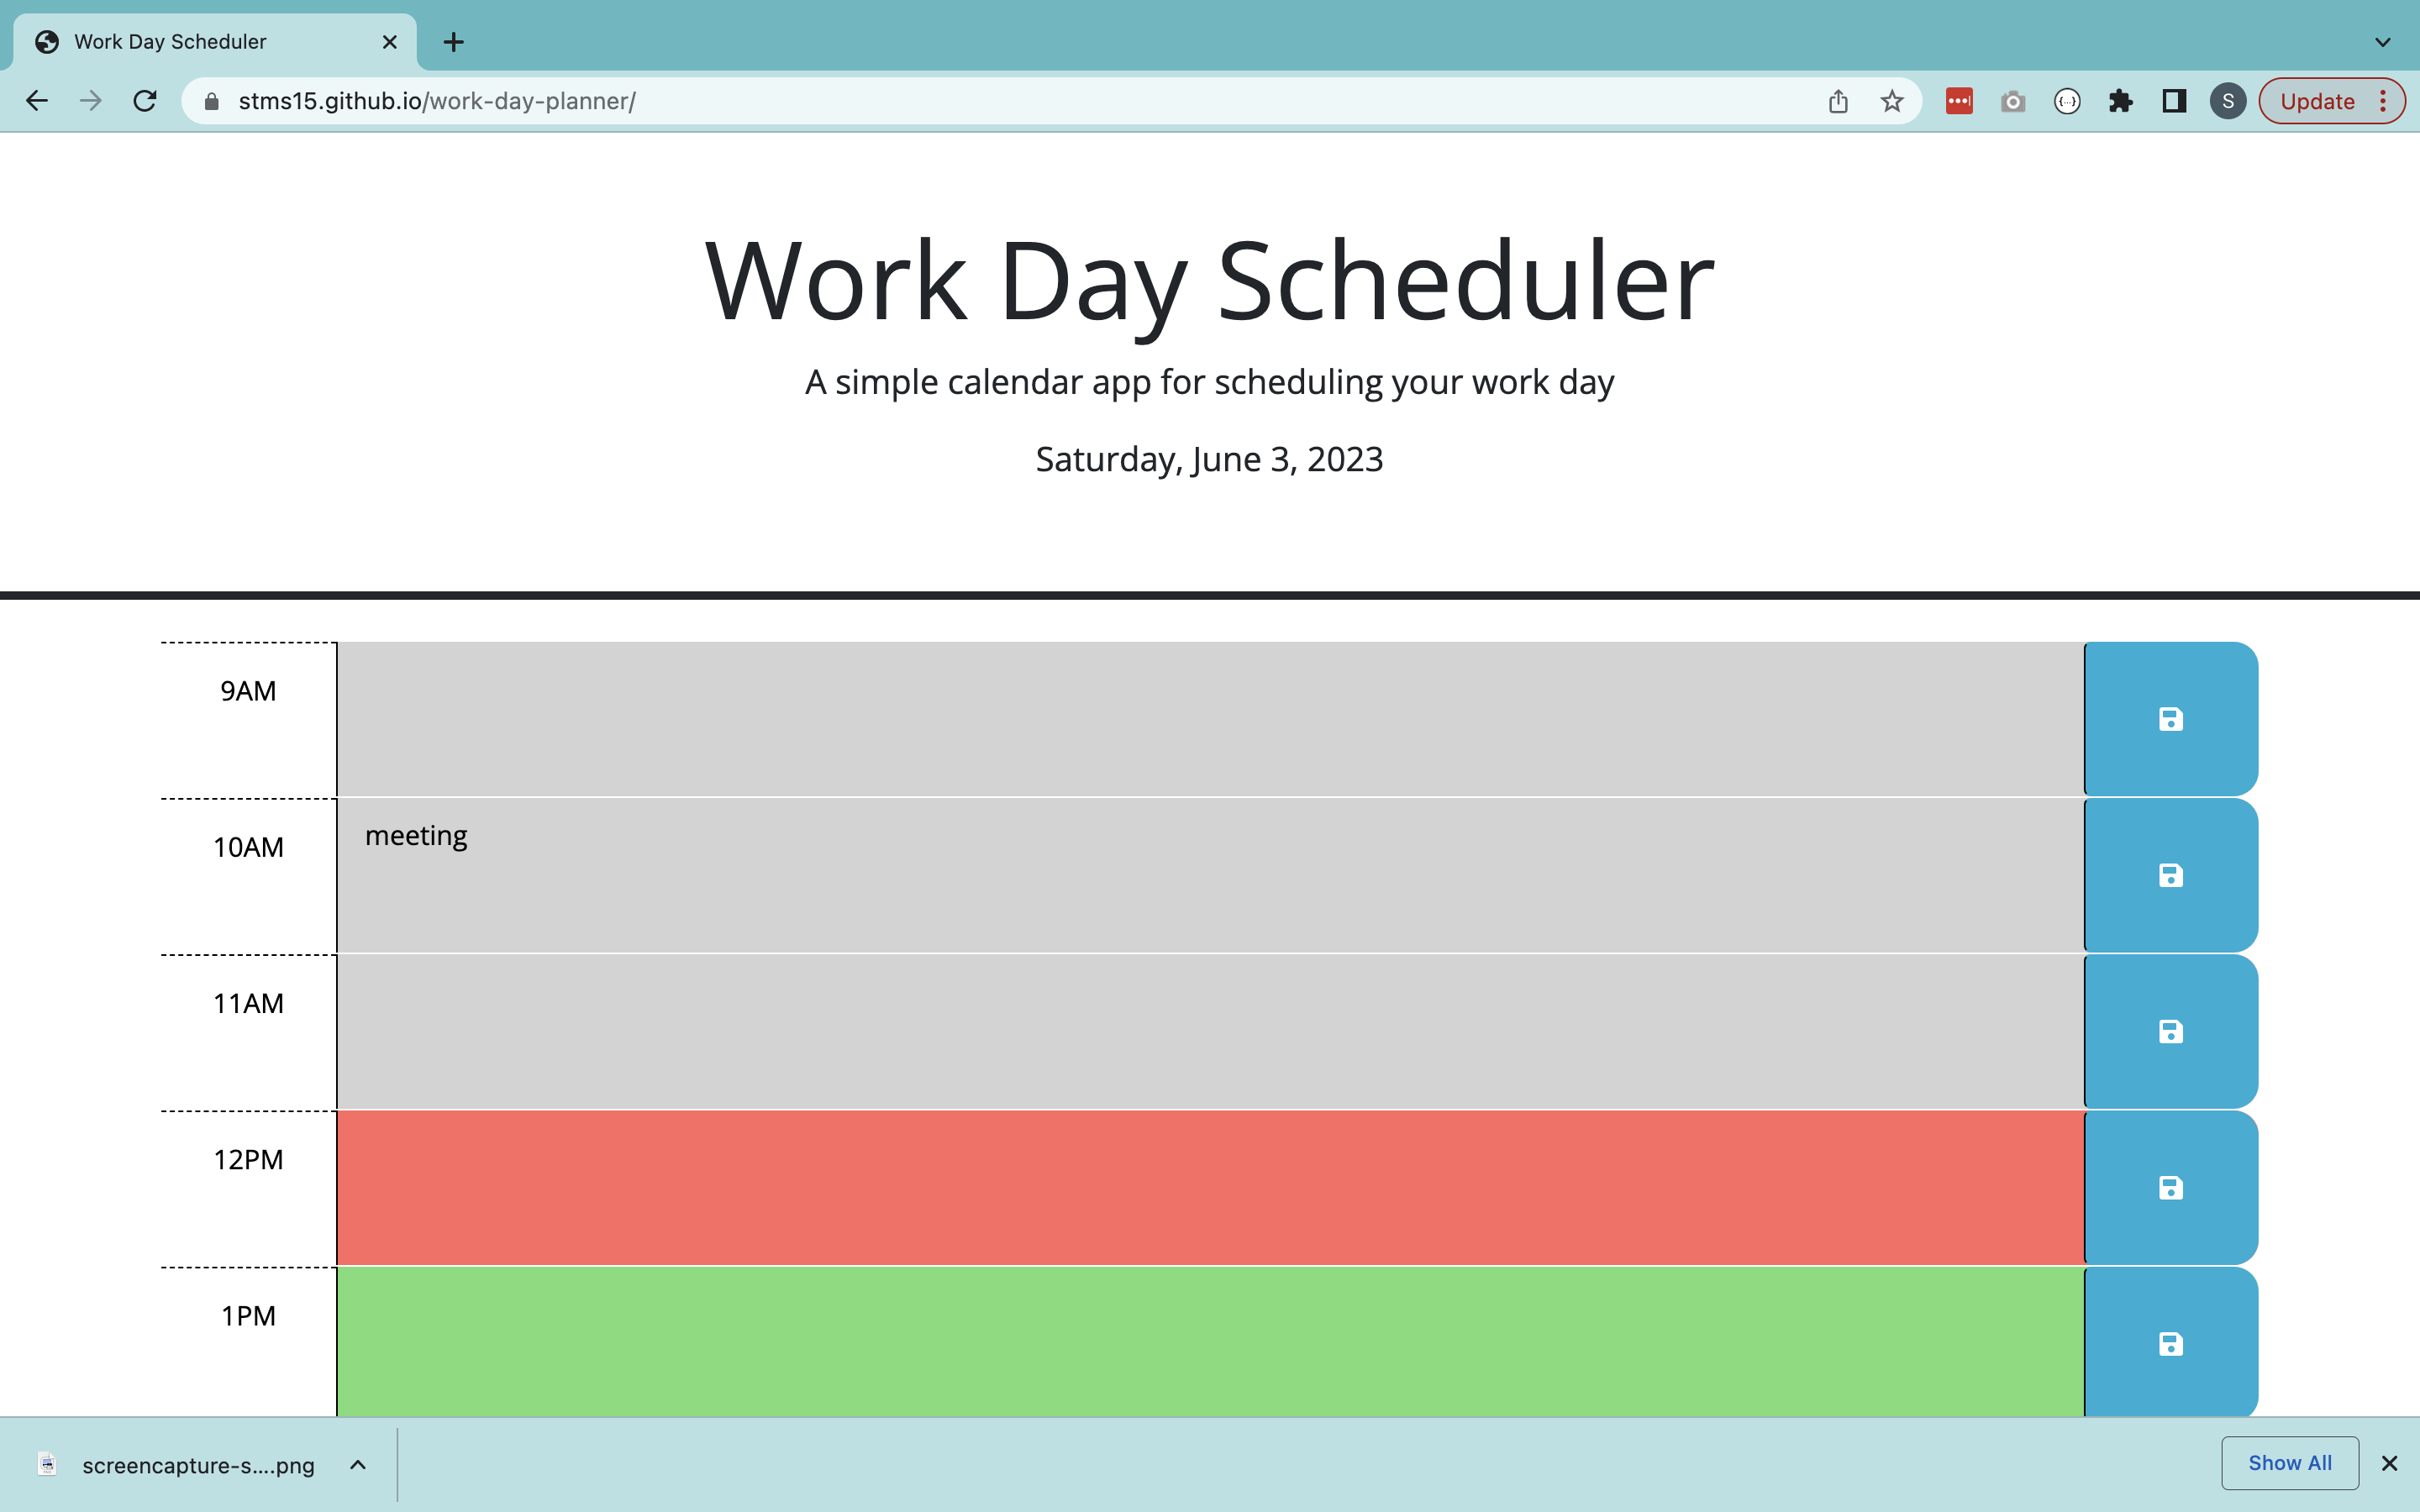 Work Day Scheduler
stms15.github.io/work-day-planner/
S
Update
Work Day Scheduler
A simple calendar app for scheduling your work day
Saturday, June 3, 2023
9AM
10AM
meeting
11AM
12PM
1PM
screencapture-s....png
Show All